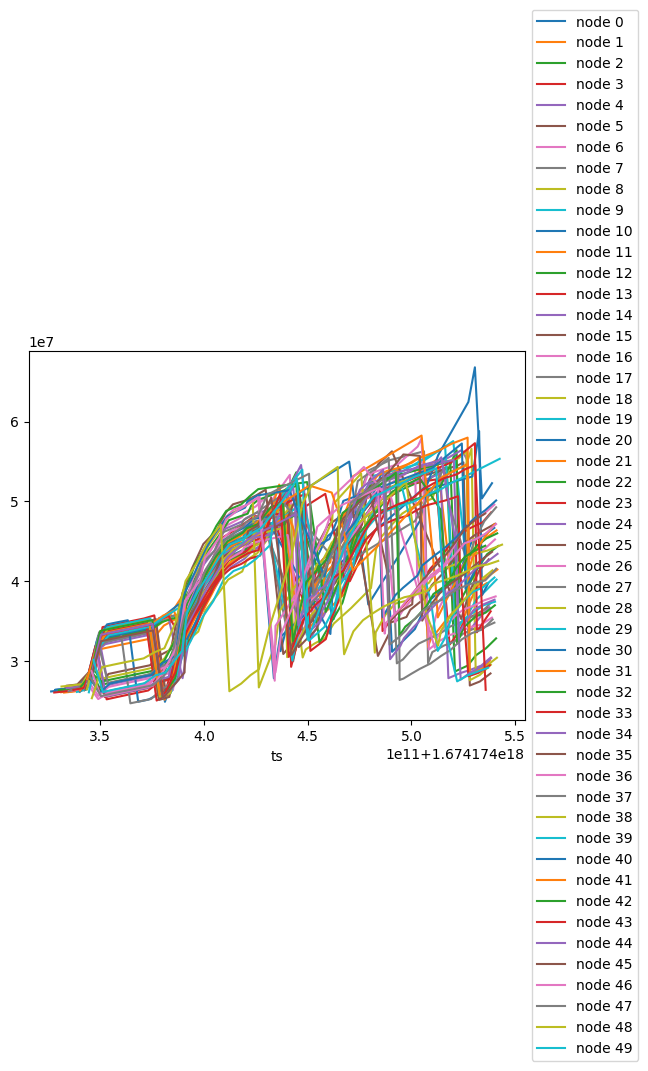 1e7
6
5
4
3
3.5 4.0 4.5 5.0 5.5
ts
1e11+1.674174e18
node 0
node 1
node 2
node 3
node 4
node 5
node 6
node 7
node 8
node 9
node 10
node 11
node 12
node 13
node 14
node 15
node 16
node 17
node 18
node 19
node 20
node 21
node 22
node 23
node 24
node 25
node 26
node 27
node 28
node 29
node 30
node 31
node 32
node 33
node 34
node 35
node 36
node 37
node 38
node 39
node 40
node 41
node 42
node 43
node 44
node 45
node 46
node 47
node 48
node 49